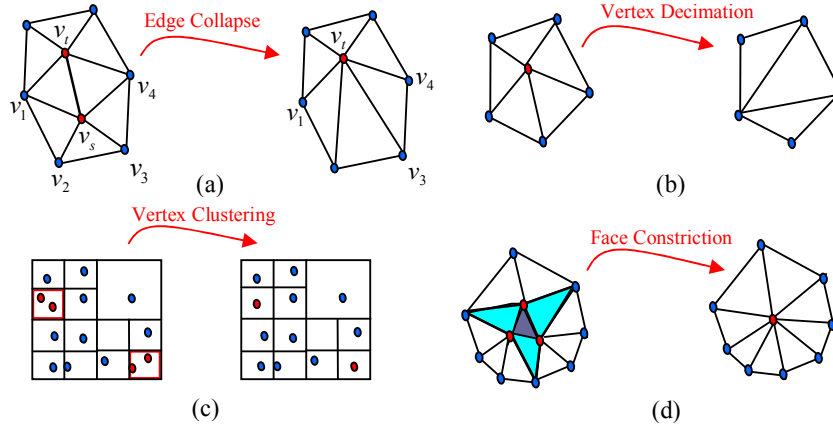 Edge Collapse
Vertex Decimation
v_t
v_t
v_4
v_4
v_1
v_1
v_s
v_2
v_3
v_3
(a)
(b)
Vertex Clustering
Face Constriction
(c)
(d)